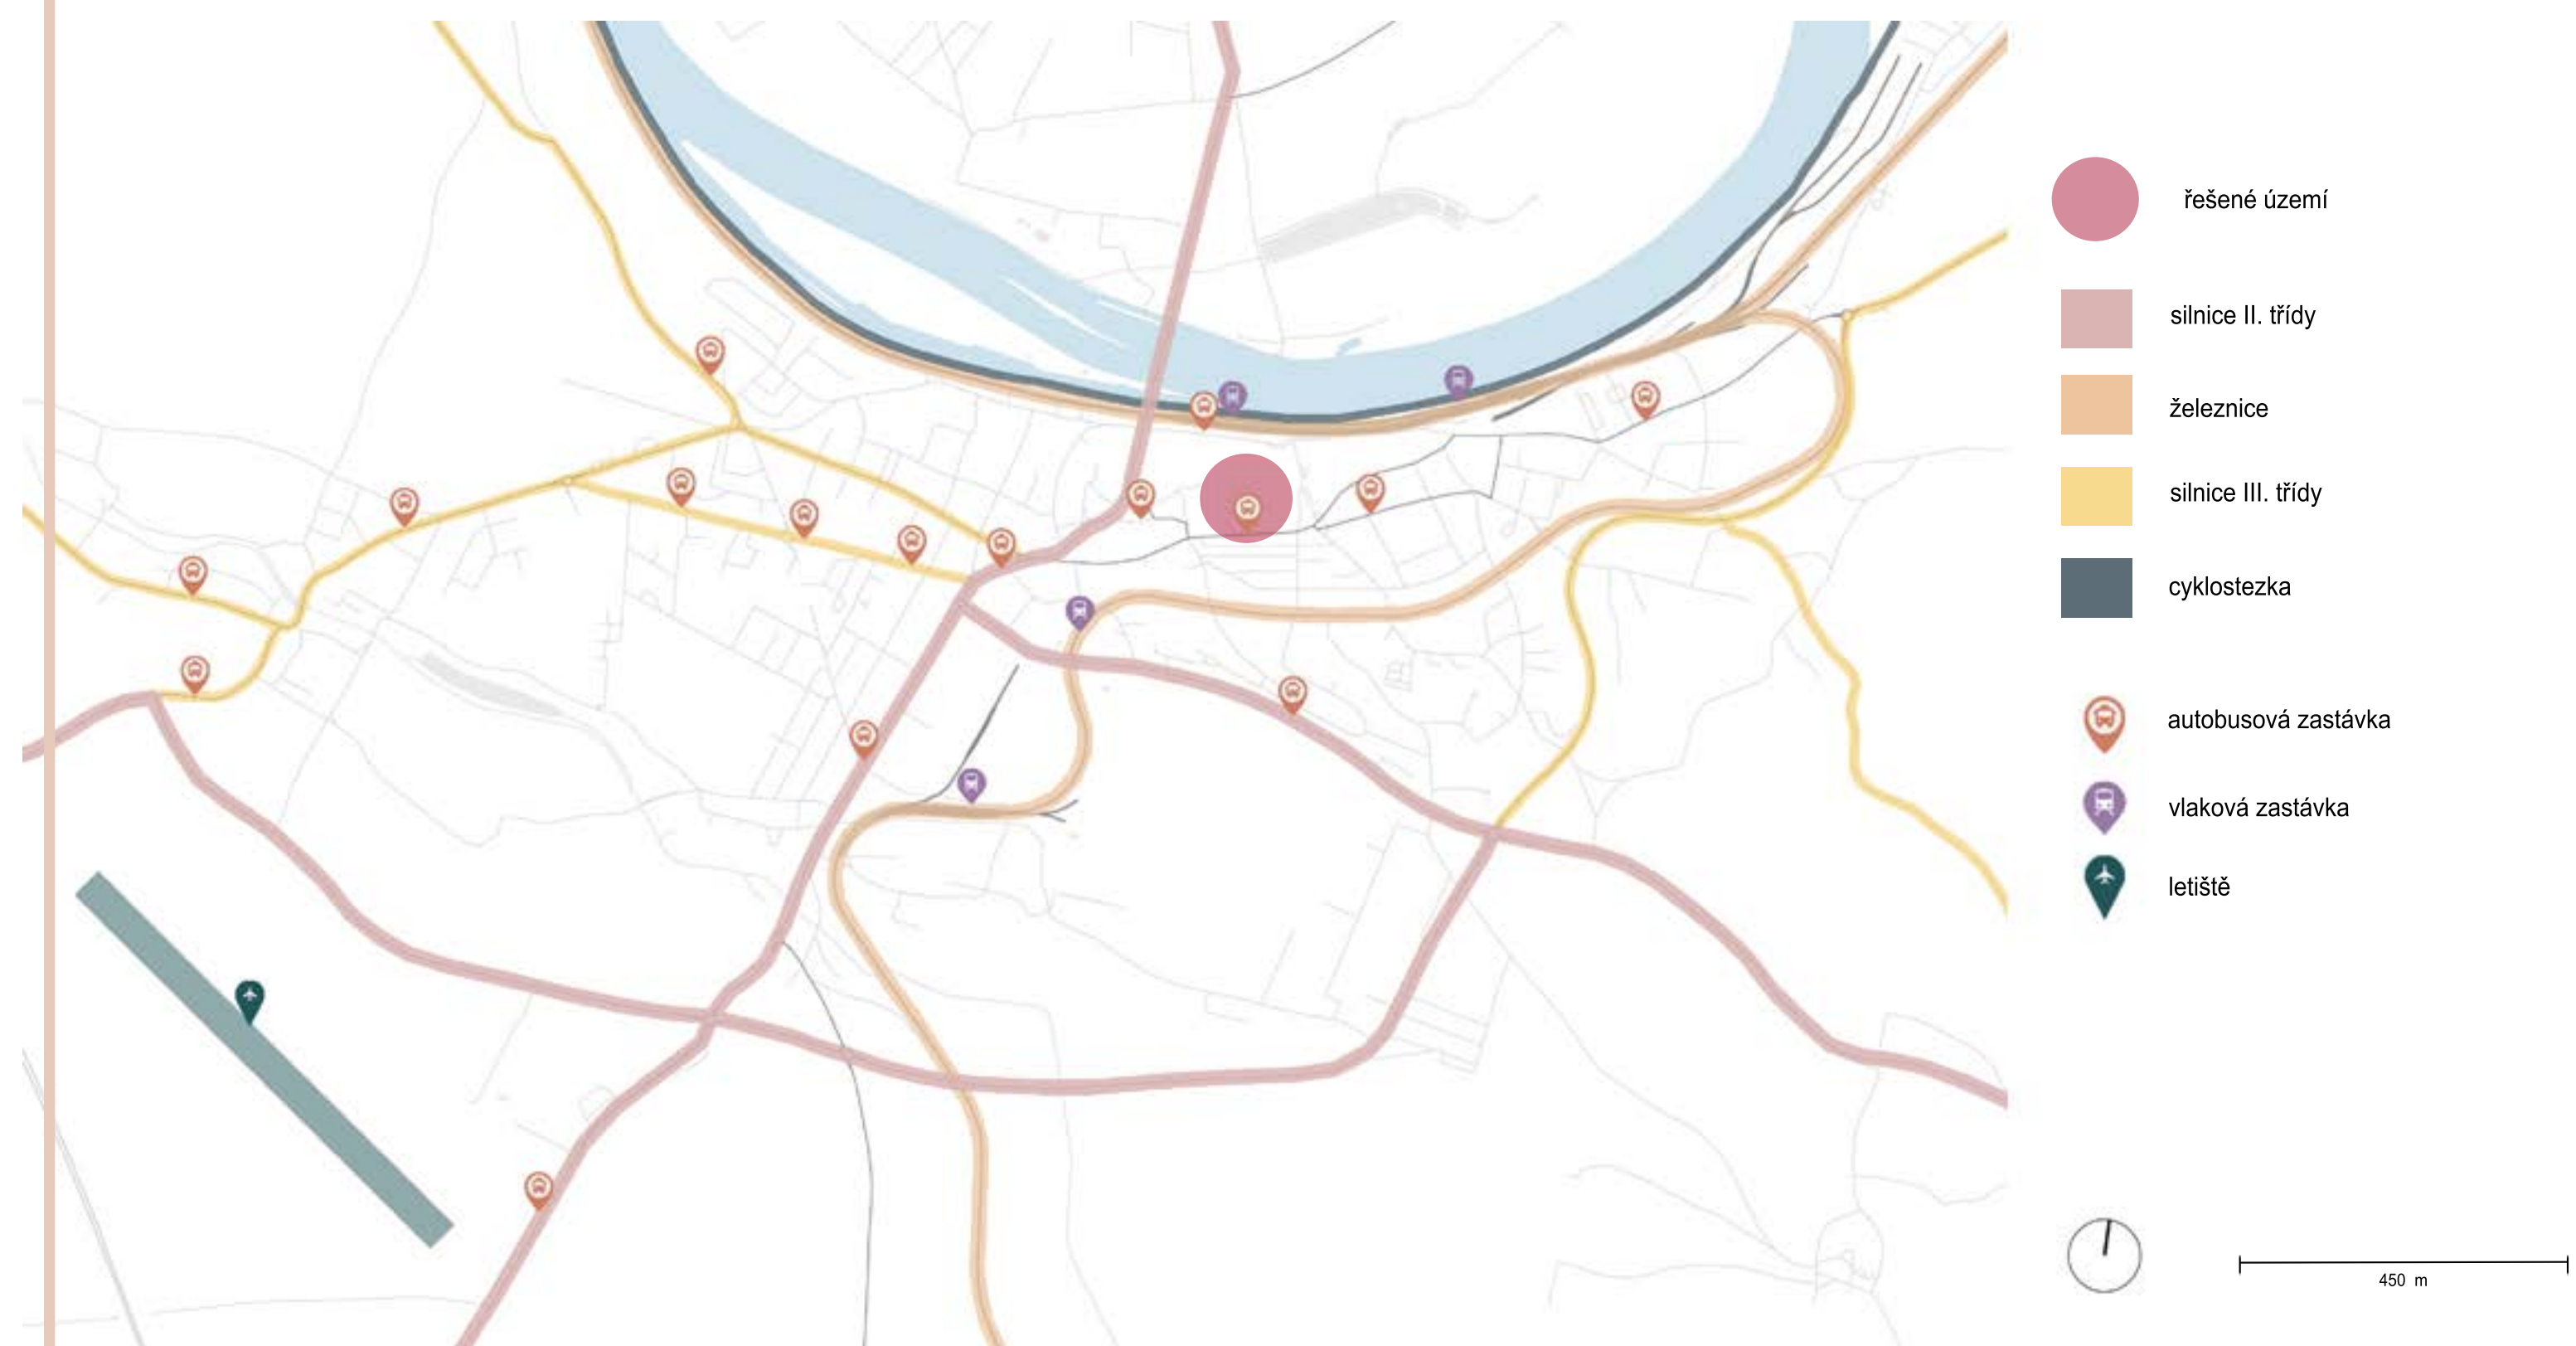 řešené území
silnice II. třídy
železnice
silnice III. třídy
cyklostezka
autobusová zastávka
vlaková zastávka
letiště
450 m